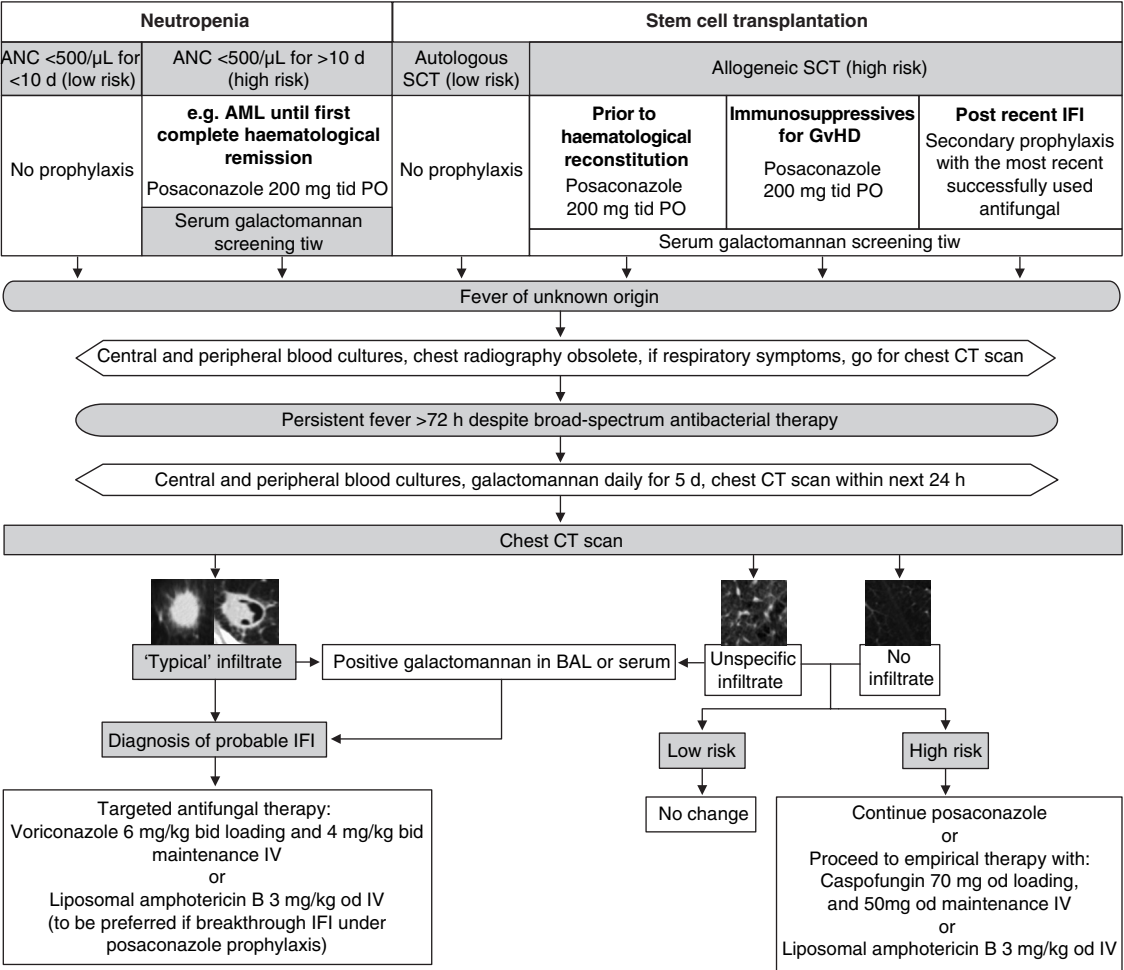 Neutropenia
Stem cell transplantation
ANC <500/µL for
<10 d (low risk)
ANC <500/µL for >10 d
(high risk)
Autologous
SCT (low risk)
Allogeneic SCT (high risk)
No prophylaxis
e.g. AML until first
complete haematological
remission
Posaconazole 200 mg tid PO
Serum galactomannan
screening tiw
No prophylaxis
Prior to
haematological
reconstitution
Posaconazole
200 mg tid PO
Immunosuppressives
for GvHD
Posaconazole
200 mg tid PO
Post recent IFI
Secondary prophylaxis
with the most recent
successfully used
antifungal
Serum galactomannan screening tiw
Fever of unknown origin
Central and peripheral blood cultures, chest radiography obsolete, if respiratory symptoms, go for chest CT scan
Persistent fever >72 h despite broad-spectrum antibacterial therapy
Central and peripheral blood cultures, galactomannan daily for 5 d, chest CT scan within next 24 h
Chest CT scan
‘Typical’ infiltrate
Positive galactomannan in BAL or serum
Unspecific
infiltrate
No
infiltrate
Diagnosis of probable IFI
Low risk
High risk
Targeted antifungal therapy:
Voriconazole 6 mg/kg bid loading and 4 mg/kg bid
maintenance IV
or
Liposomal amphotericin B 3 mg/kg od IV
(to be preferred if breakthrough IFI under
posaconazole prophylaxis)
No change
Continue posaconazole
or
Proceed to empirical therapy with:
Caspofungin 70 mg od loading,
and 50mg od maintenance IV
or
Liposomal amphotericin B 3 mg/kg od IV